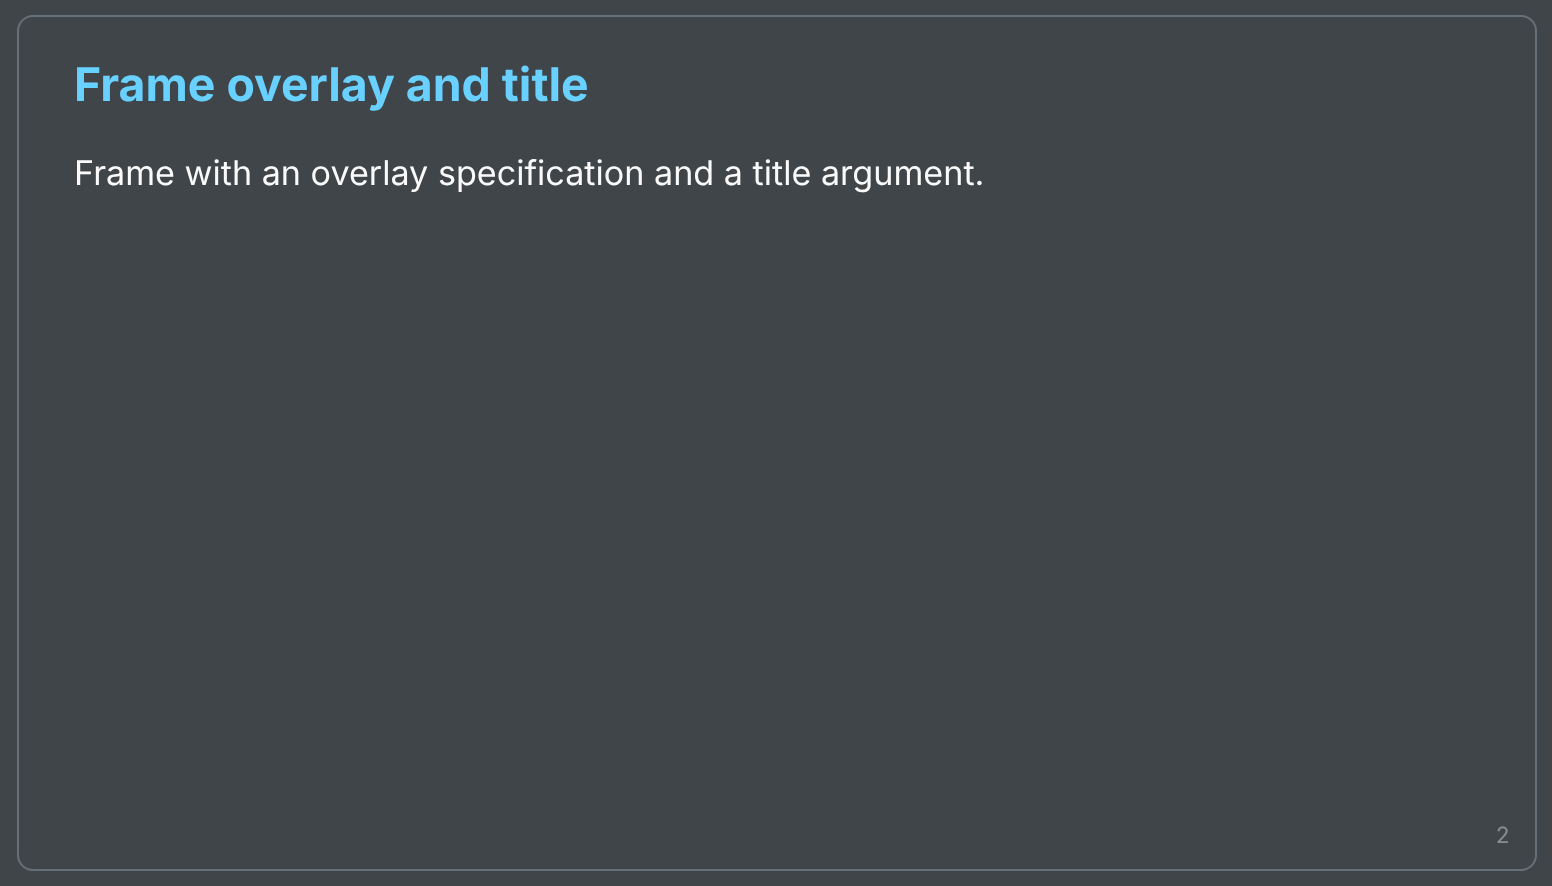 Frame overlay and title
Frame with an overlay specification and a title argument.
2